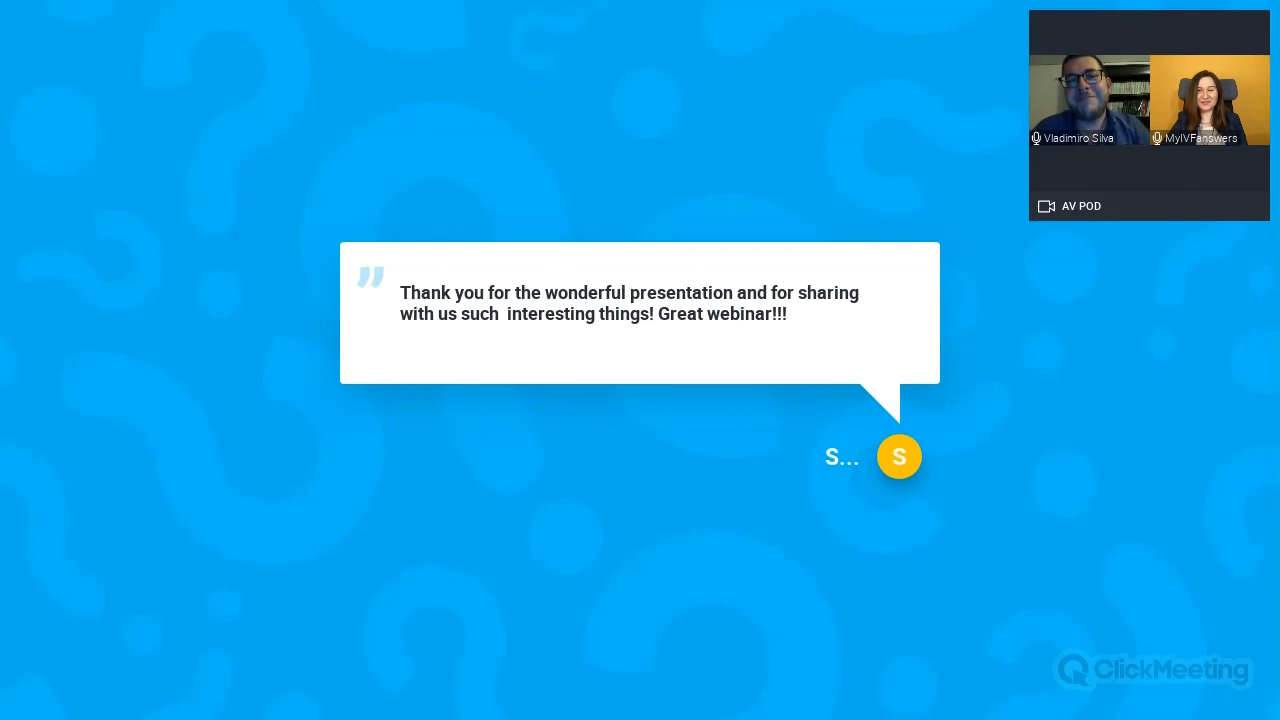 Vladimiro Silva
MyIVFanswers
AV POD
”
Thank you for the wonderful presentation and for sharing
with us such  interesting things! Great webinar!!!
S...
S
ClickMeeting